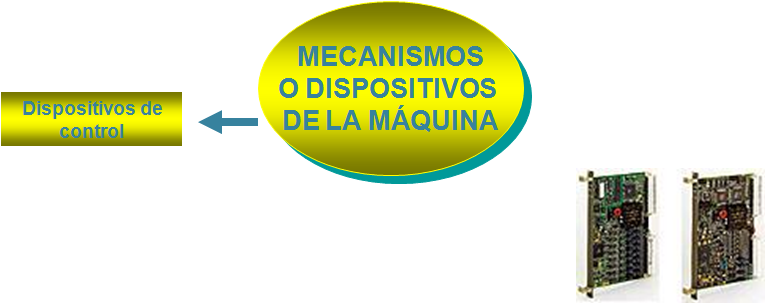 MECANISMOS
O DISPOSITIVOS
DE LA MÁQUINA
Dispositivos de
control